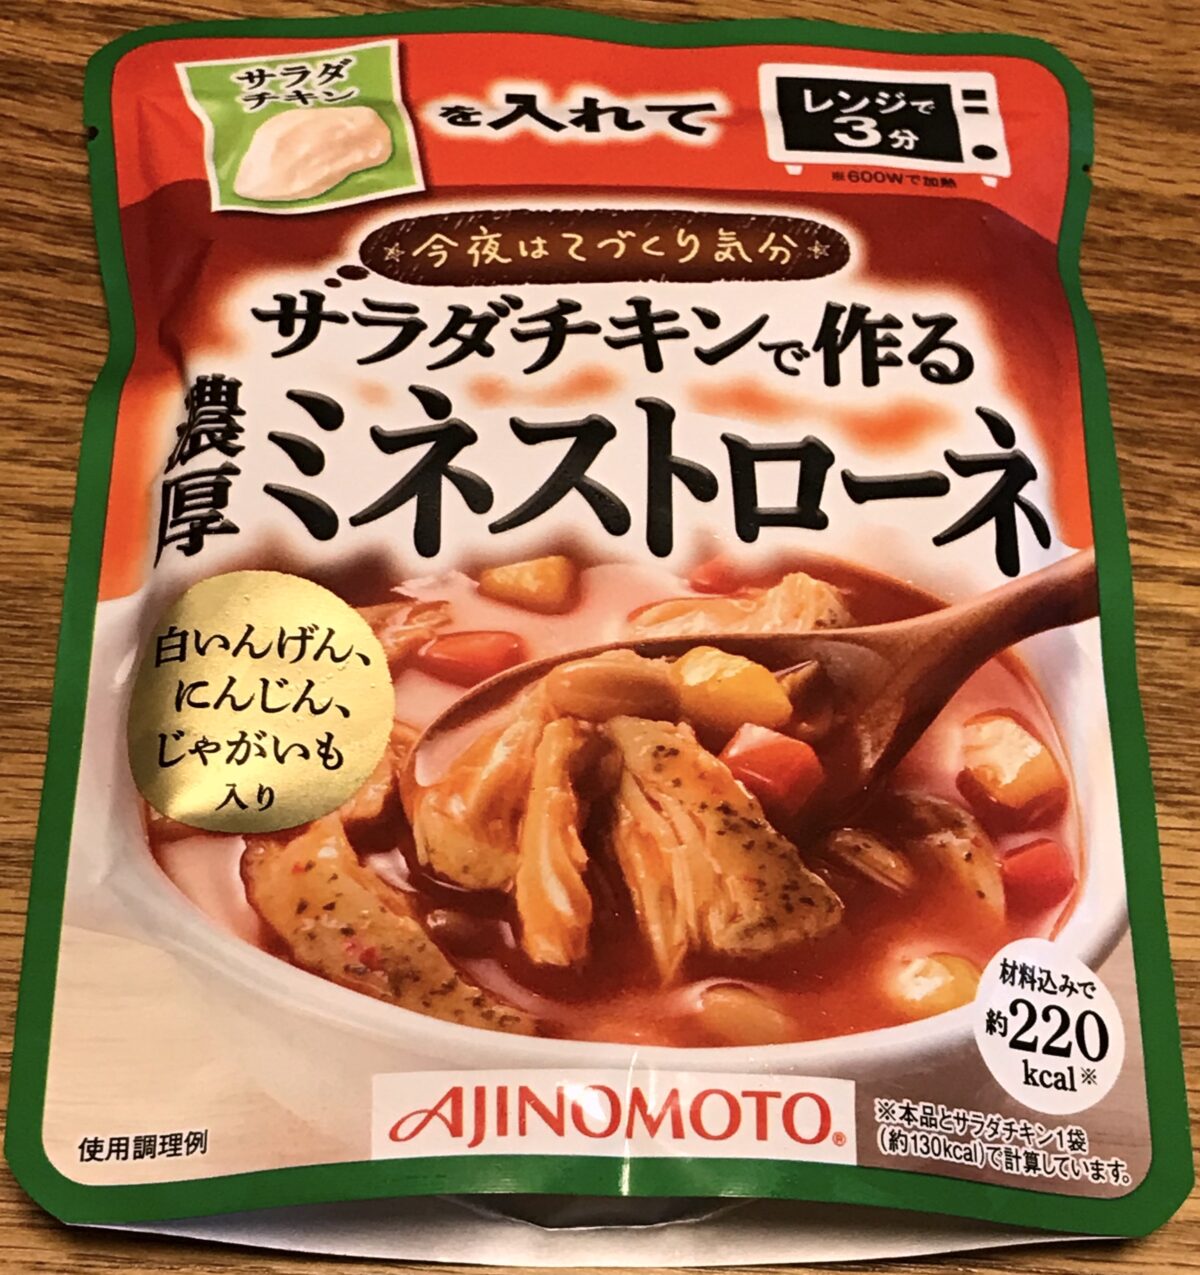 サラダ
チキン
を入れて
レンジで
3分
※600Wで加熱
今夜はてづくり気分
サラダチキンで作る
濃厚
ミネストローネ
白いんげん、
にんじん、
じゃがいも
入り
材料込みで
約220
kcal※
AJINOMOTO®
使用調理例
※本品とサラダチキン1袋
(約130kcal)で計算しています。